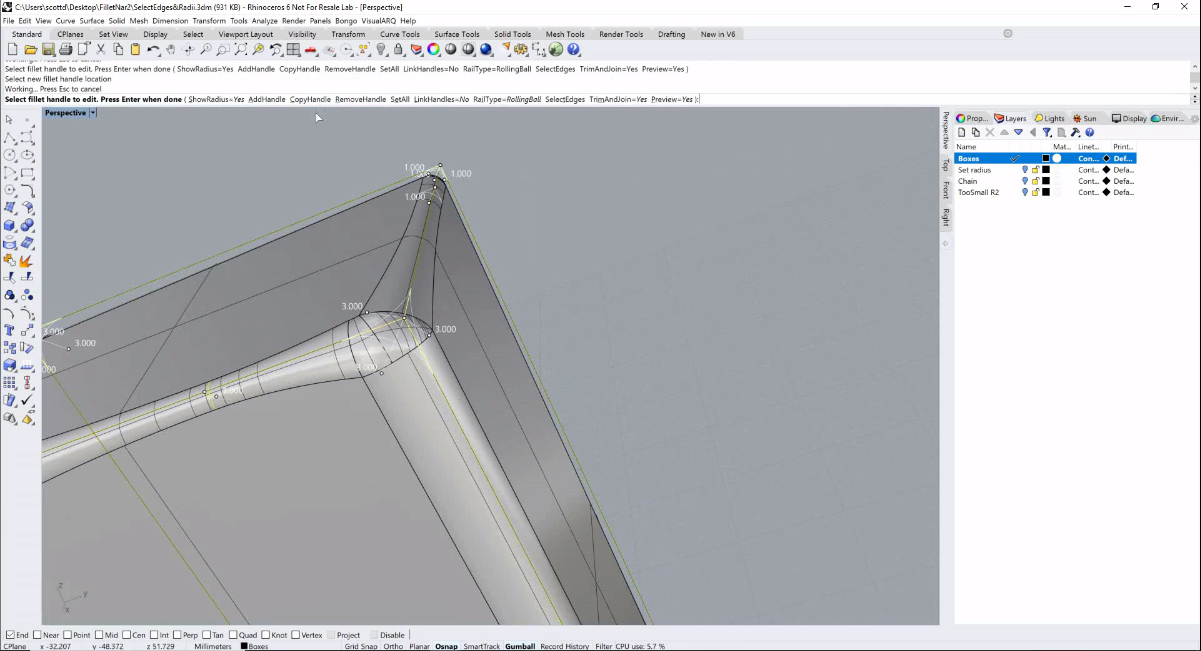 C:\Users\scottd\Desktop\FilletNar2\SelectEdges&Radii.3dm (931 KB) - Rhinoceros 6 Not For Resale Lab - [Perspective]
File Edit View Curve Surface Solid Mesh Dimension Transform Tools Analyze Render Panels Bongo VisualARQ Help
Standard CPlanes Set View Display Select Viewport Layout Visibility Transform Curve Tools Surface Tools Solid Tools Mesh Tools Render Tools Drafting New in V6
Working... Press Esc to cancel
Select fillet handle to edit. Press Enter when done ( ShowRadius=Yes AddHandle CopyHandle RemoveHandle SetAll LinkHandles=No RailType=RollingBall SelectEdges TrimAndJoin=Yes Preview=Yes )
Select new fillet handle location
Working... Press Esc to cancel
Select fillet handle to edit. Press Enter when done ( ShowRadius=Yes AddHandle CopyHandle RemoveHandle SetAll LinkHandles=No RailType=RollingBall SelectEdges TrimAndJoin=Yes Preview=Yes ):
Perspective
Perspective
Top
Front
Right
Prop... Layers Lights Sun Display Envir...
Name Mat... Linet... Print...
Boxes Con... Def...
Set radius Cont... Defa...
Chain Cont... Defa...
TooSmall R2 Cont... Defa...
1.000
1.000
1.000
3.000
3.000
3.000
3.000
z
y
x
End Near Point Mid Cen Int Perp Tan Quad Knot Vertex Project Disable
CPlane x -32.207 y -48.372 z 51.729 Millimeters Boxes Grid Snap Ortho Planar Osnap SmartTrack Gumball Record History Filter CPU use: 5.7 %